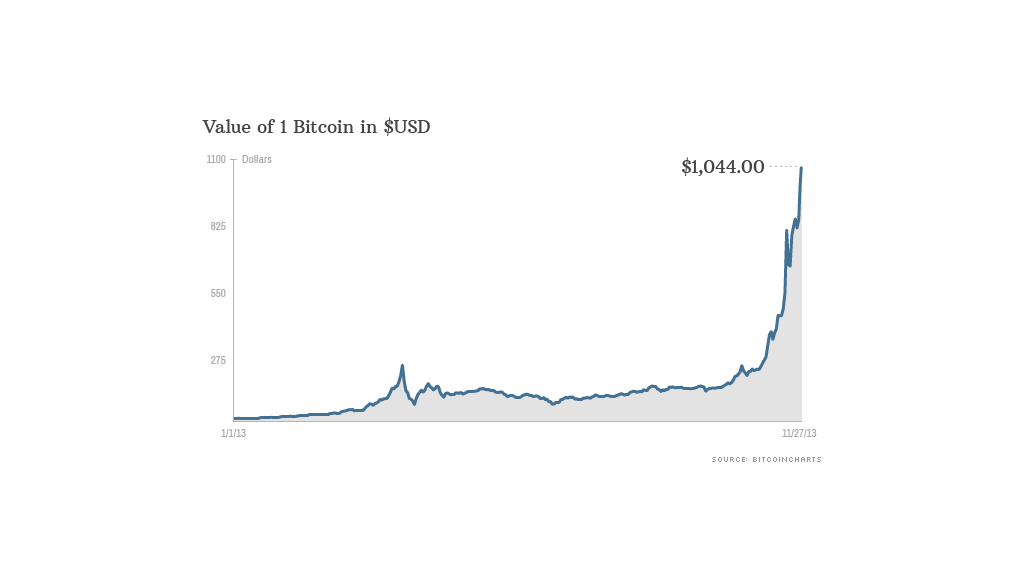 Value of 1 Bitcoin in $USD
1100 Dollars
$1,044.00
825
550
275
1/1/13 11/27/13
SOURCE: BITCOINCHARTS